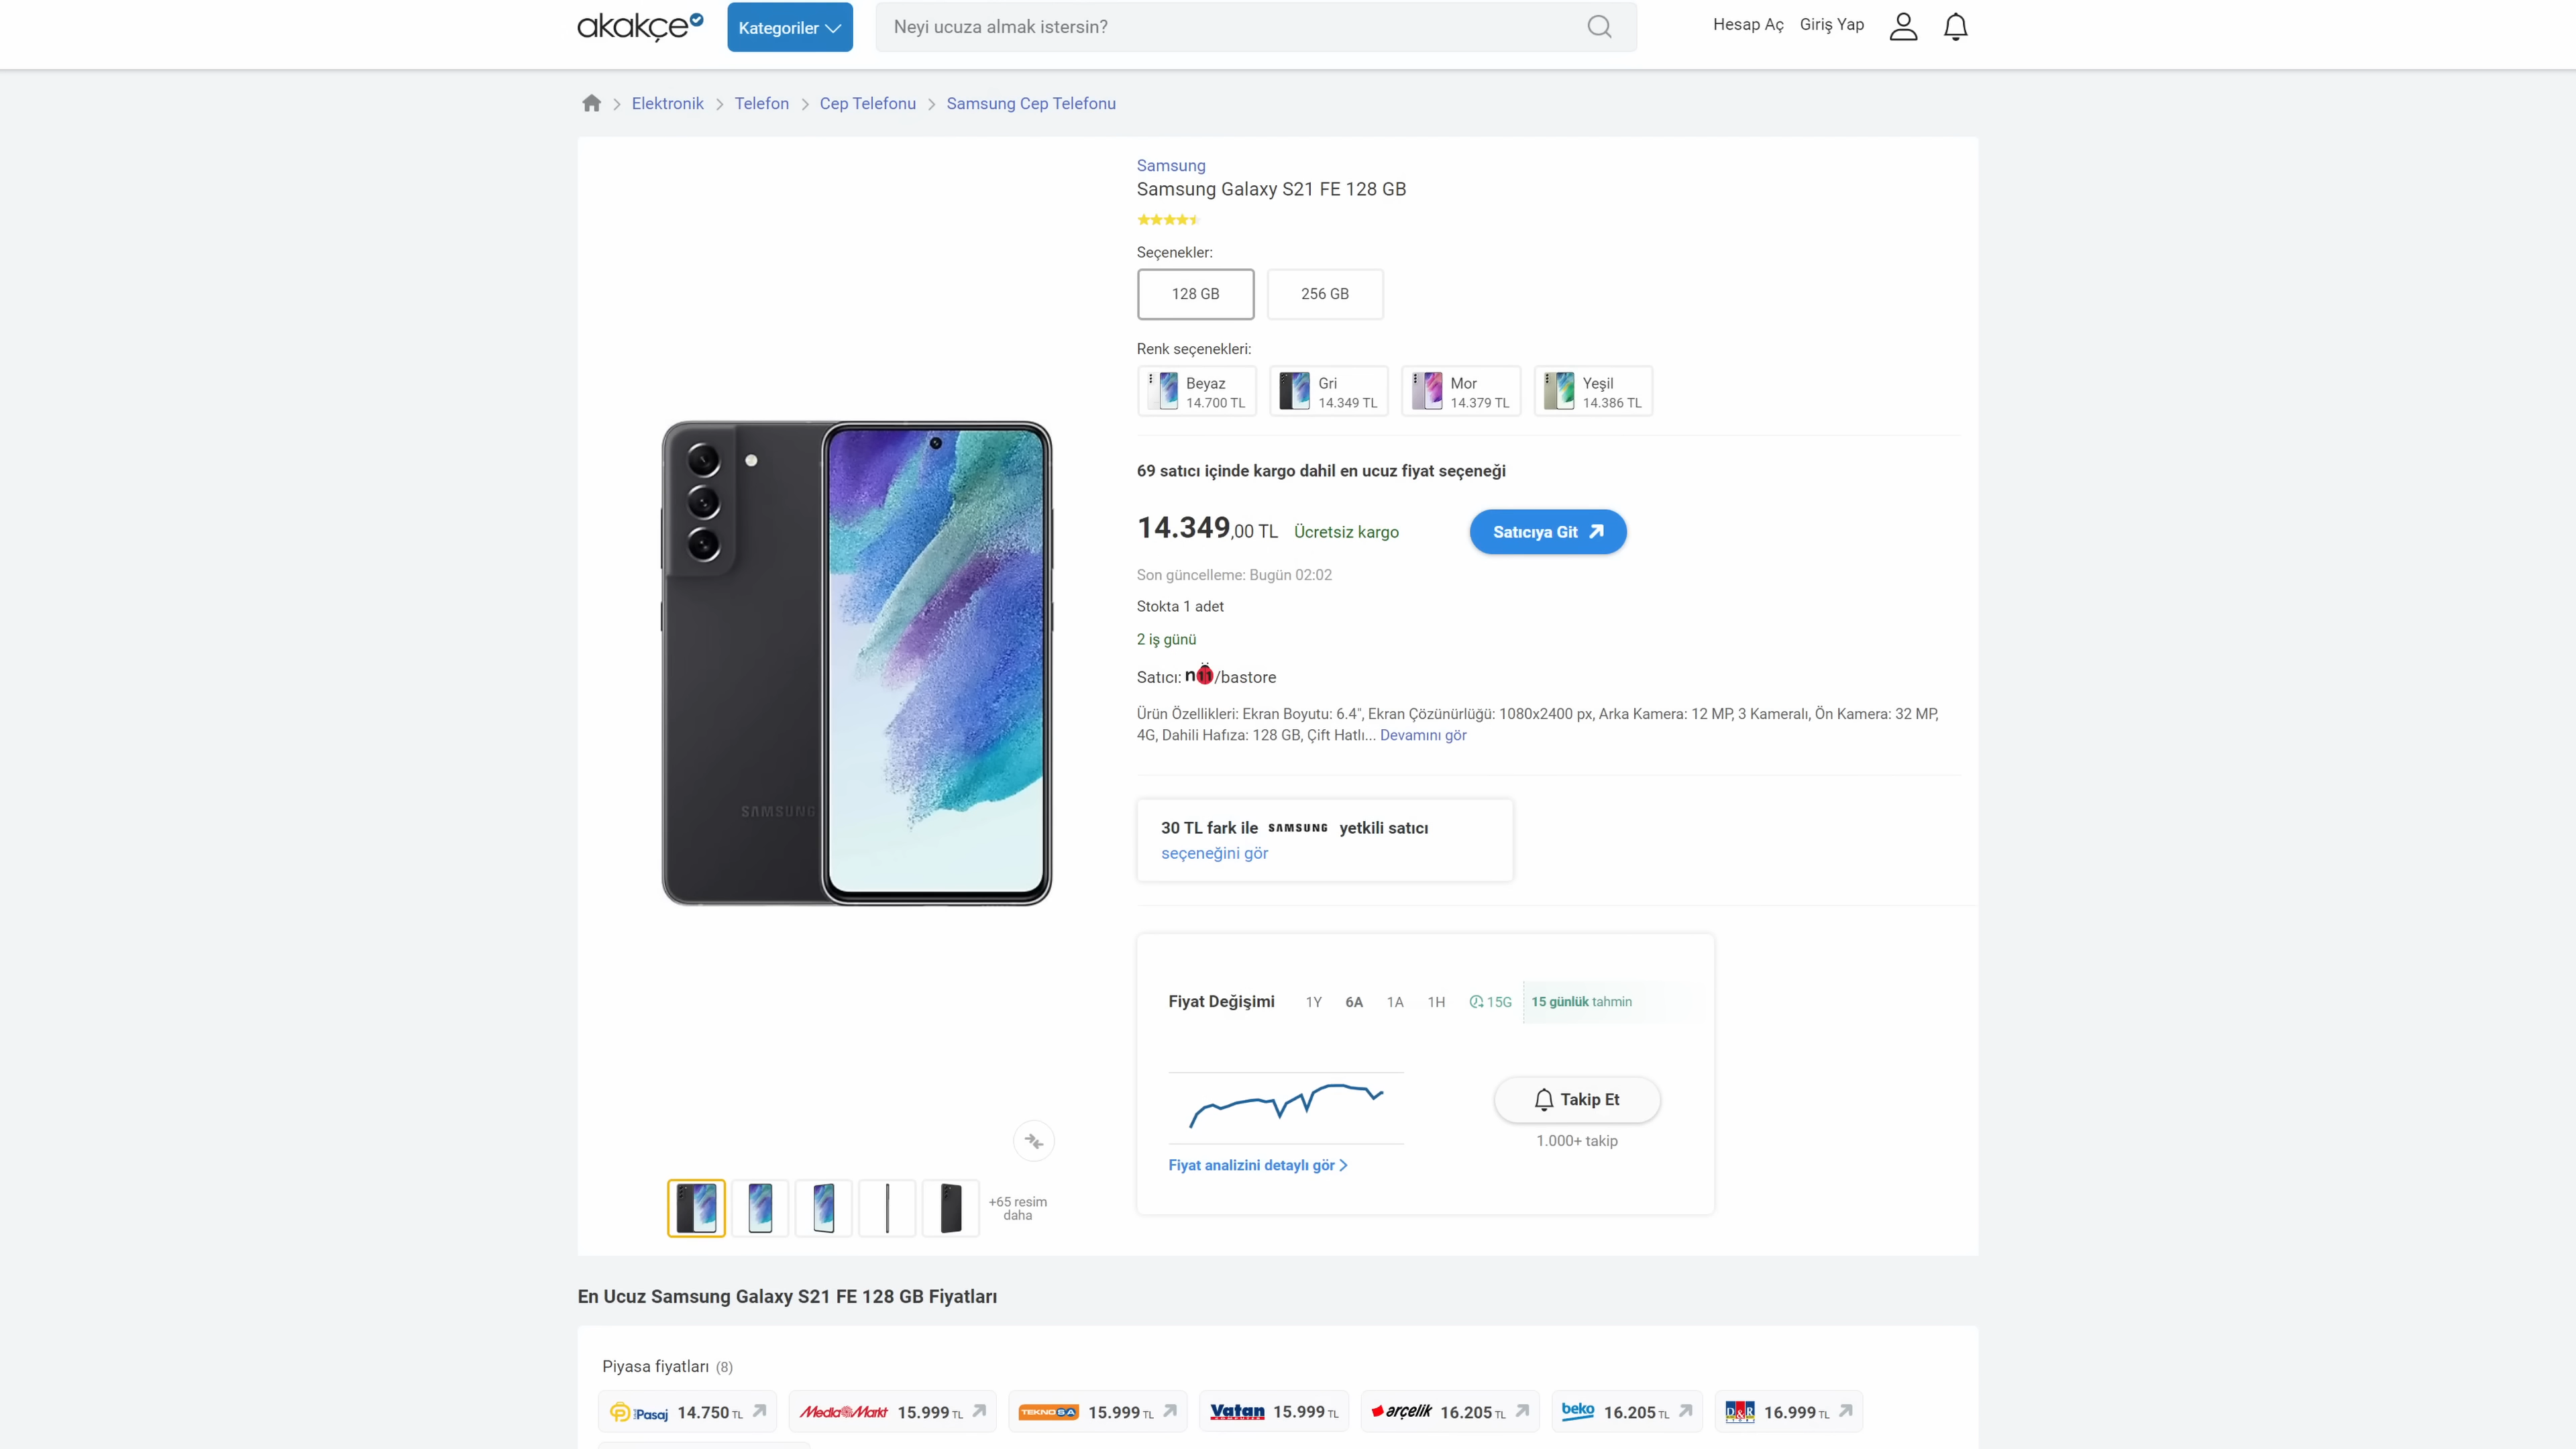 akakçe
Kategoriler
Neyi ucuza almak istersin?
Hesap Aç
Giriş Yap
Elektronik
Telefon
Cep Telefonu
Samsung Cep Telefonu
Samsung
Samsung Galaxy S21 FE 128 GB
Seçenekler:
128 GB
256 GB
Renk seçenekleri:
Beyaz
14.700 TL
Gri
14.349 TL
Mor
14.379 TL
Yeşil
14.386 TL
69 satıcı içinde kargo dahil en ucuz fiyat seçeneği
14.349,00 TL
Ücretsiz kargo
Satıcıya Git
Son güncelleme: Bugün 02:02
Stokta 1 adet
2 iş günü
Satıcı: n11/bastore
Ürün Özellikleri: Ekran Boyutu: 6.4", Ekran Çözünürlüğü: 1080x2400 px, Arka Kamera: 12 MP, 3 Kameralı, Ön Kamera: 32 MP,
4G, Dahili Hafıza: 128 GB, Çift Hatlı... Devamını gör
SAMSUNG
30 TL fark ile SAMSUNG yetkili satıcı
seçeneğini gör
Fiyat Değişimi
1Y
6A
1A
1H
15G
15 günlük tahmin
Takip Et
1.000+ takip
Fiyat analizini detaylı gör
+65 resim
daha
En Ucuz Samsung Galaxy S21 FE 128 GB Fiyatları
Piyasa fiyatları (8)
Pasaj 14.750 TL
MediaMarkt 15.999 TL
TEKNOSA 15.999 TL
Vatan 15.999 TL
arçelik 16.205 TL
beko 16.205 TL
D&R 16.999 TL